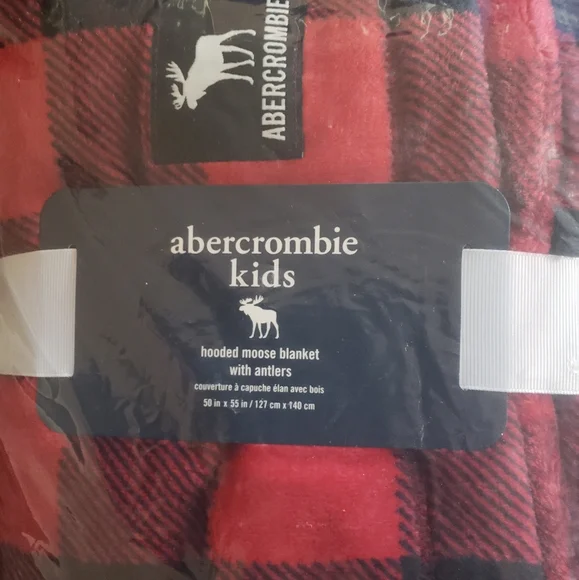 ABERCROMBIE
abercrombie
kids
hooded moose blanket
with antlers
couverture à capuche élan avec bois
50 in x 55 in / 127 cm x 140 cm